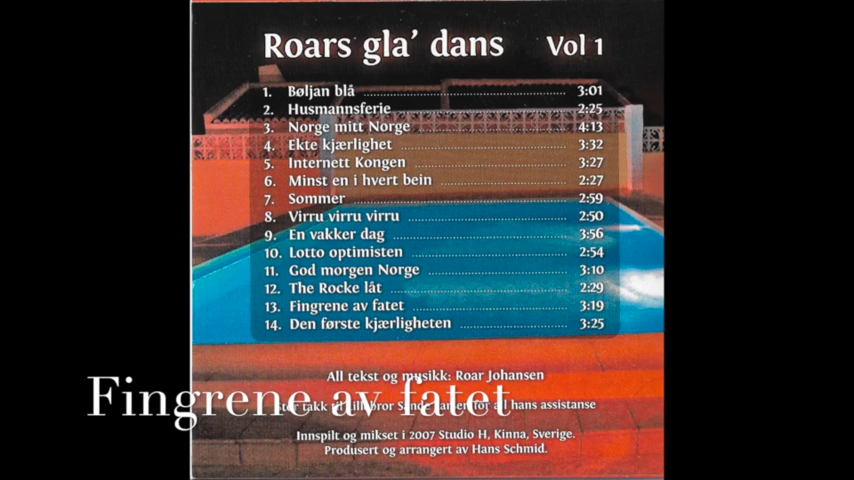 Roars gla' dans Vol 1
1. Bøljan blå 3:01
2. Husmannsferie 2:25
3. Norge mitt Norge 4:13
4. Ekte kjærlighet 3:32
5. Internett Kongen 3:27
6. Minst en i hvert bein 2:27
7. Sommer 2:59
8. Virru virru virru 2:50
9. En vakker dag 3:56
10. Lotto optimisten 2:54
11. God morgen Norge 3:10
12. The Rocke låt 2:29
13. Fingrene av fatet 3:19
14. Den første kjærligheten 3:25
All tekst og musikk: Roar Johansen
Fingrene av fatet
takk til for all hans assistanse
Innspilt og mikset i 2007 Studio H, Kinna, Sverige.
Produsert og arrangert av Hans Schmid.